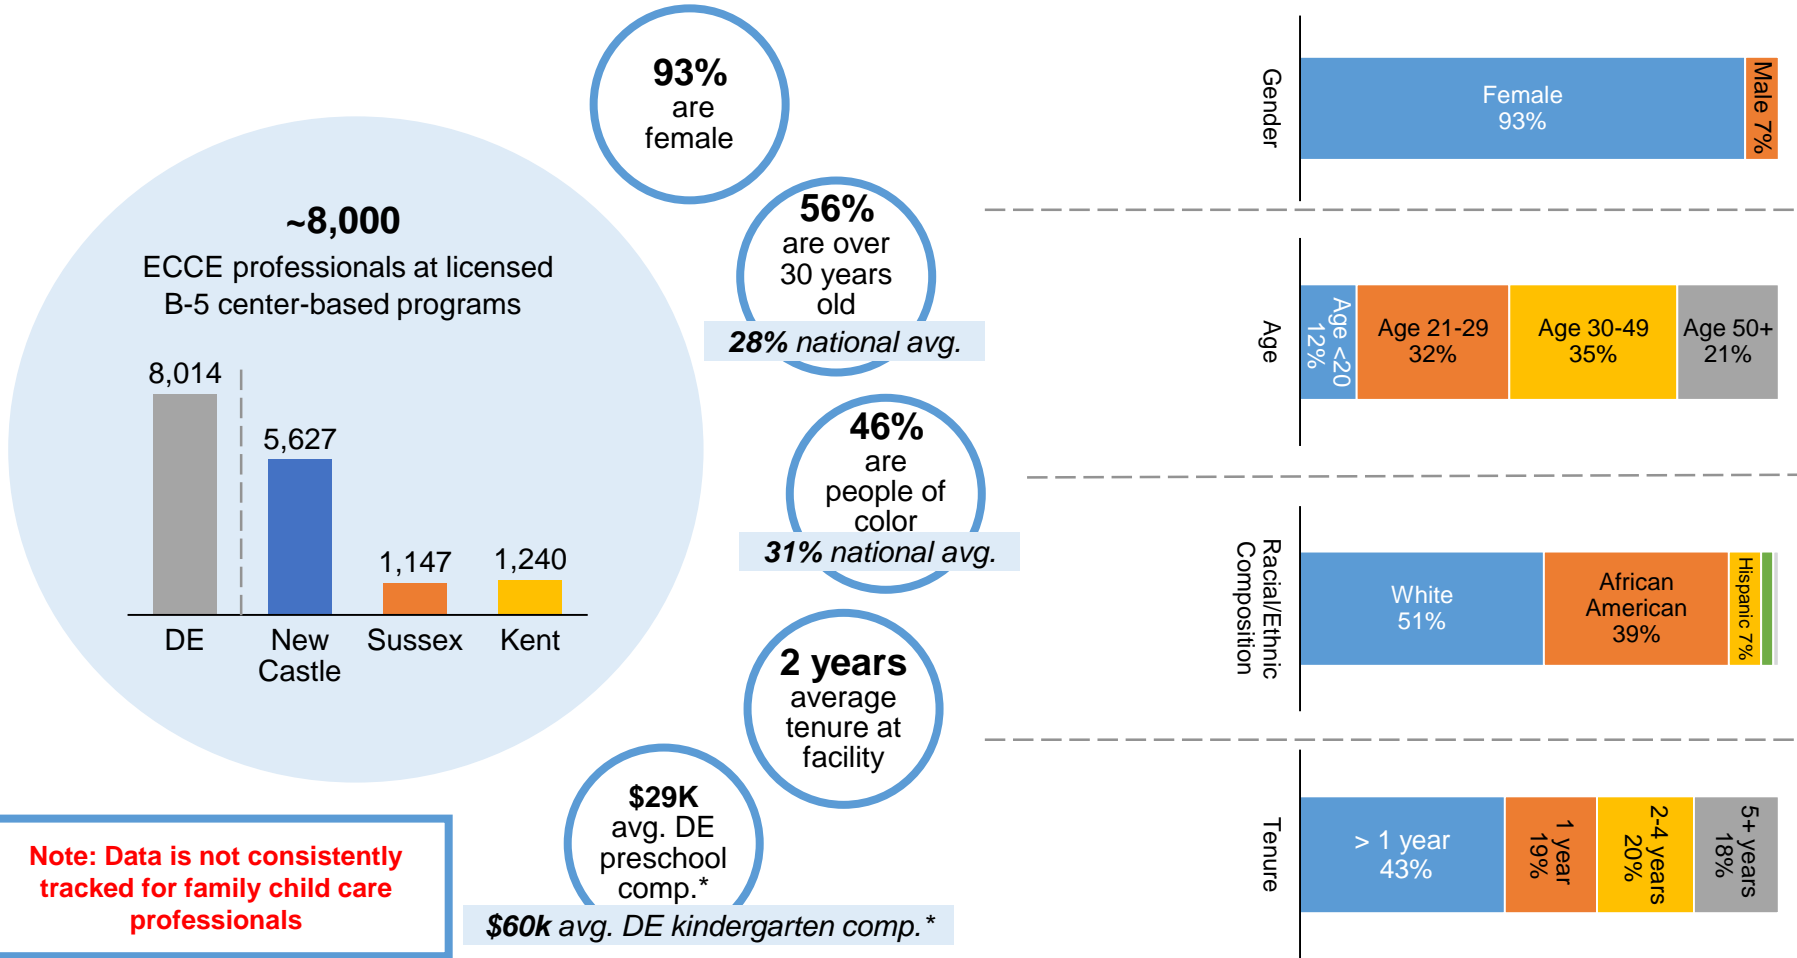 ~8,000
ECCE professionals at licensed
B-5 center-based programs
8,014
5,627
1,147
1,240
DE
New
Castle
Sussex
Kent
Note: Data is not consistently
tracked for family child care
professionals
93%
are
female
56%
are over
30 years
old
28% national avg.
46%
are
people of
color
31% national avg.
2 years
average
tenure at
facility
$29K
avg. DE
preschool
comp.*
$60k avg. DE kindergarten comp.*
Gender
Female
93%
Male 7%
Age
Age <20
12%
Age 21-29
32%
Age 30-49
35%
Age 50+
21%
Racial/Ethnic
Composition
White
51%
African
American
39%
Hispanic 7%
Tenure
> 1 year
43%
1 year
19%
2-4 years
20%
5+ years
18%